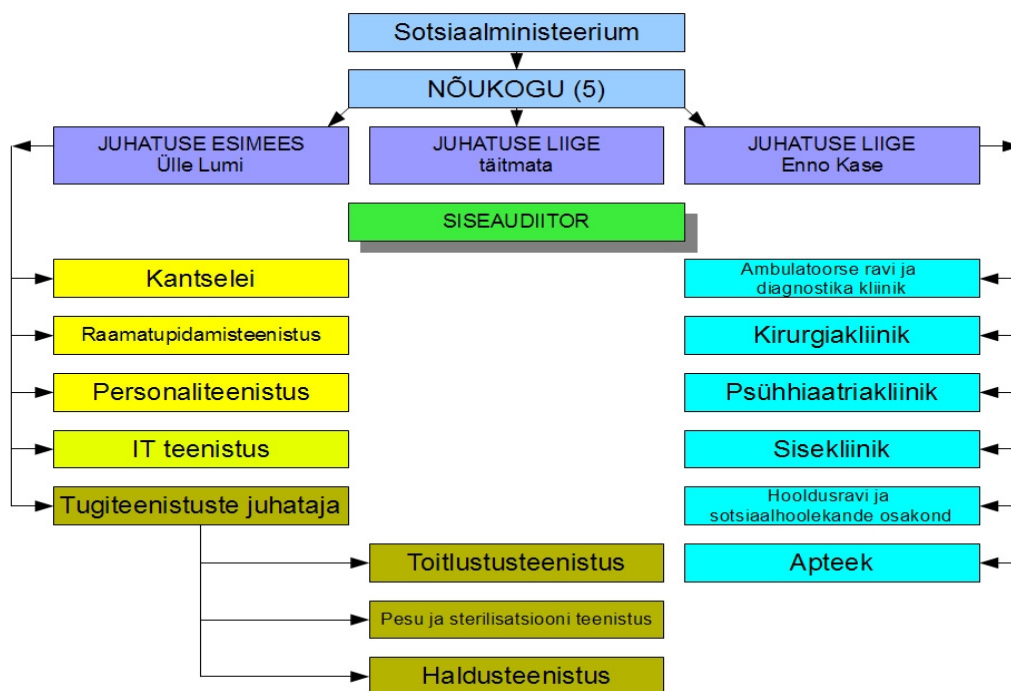 Sotsiaalministeerium
NÕUKOGU (5)
JUHATUSE ESIMEES
Ülle Lumi
JUHATUSE LIIGE
täitmata
JUHATUSE LIIGE
Enno Kase
SISEAUDIITOR
Kantselei
Raamatupidamisteenistus
Personaliteenistus
IT teenistus
Tugiteenistuste juhataja
Toitlustusteenistus
Pesu ja sterilisatsiooni teenistus
Haldusteenistus
Ambulatoorse ravi ja
diagnostika kliinik
Kirurgiakliinik
Psühhiaatriakliinik
Sisekliinik
Hooldusravi ja
sotsiaalhoolekande osakond
Apteek